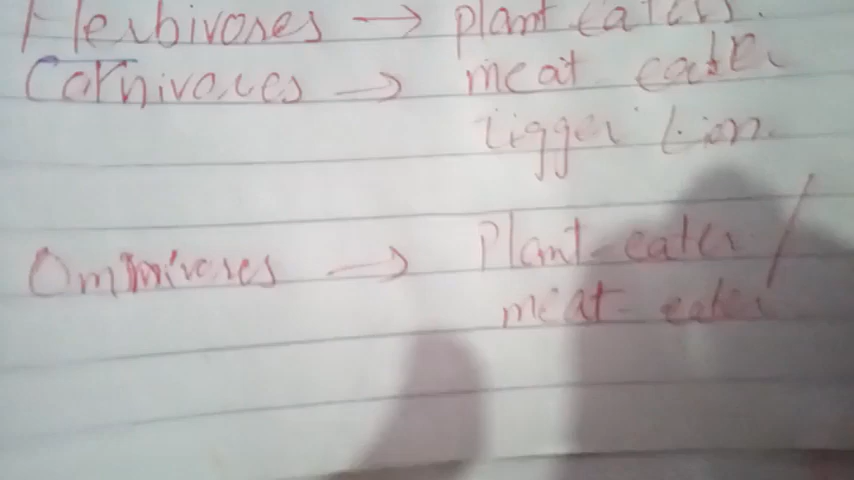 Herbivores → plant eaters.
Carnivores → meat eater
Tigger Lion
Omnivores → Plant-eater /
meat-eater